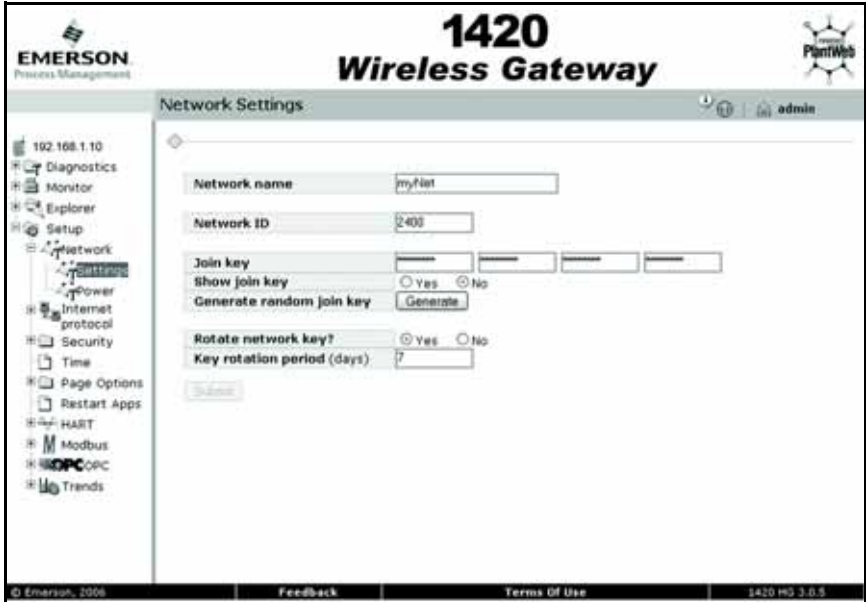 EMERSON
Process Management
1420
Wireless Gateway
PlantWeb
Network Settings
admin
192.168.1.10
Diagnostics
Monitor
Explorer
Setup
Network
Settings
Power
Internet
protocol
Security
Time
Page Options
Restart Apps
HART
Modbus
OPC OPC
Trends
Network name myNet
Network ID 2400
Join key
Show join key Yes No
Generate random join key Generate
Rotate network key? Yes No
Key rotation period (days) 7
Submit
© Emerson, 2006 Feedback Terms Of Use 1420 HG 3.0.5